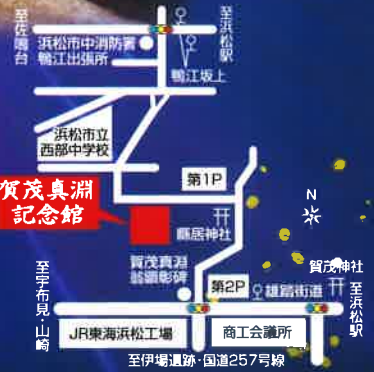 至佐鳴台
至浜松駅
浜松市中消防署
鴨江出張所
鴨江坂上
浜松市立
西部中学校
第1P
賀茂真淵
記念館
縣居神社
N
賀茂真淵
翁顕彰碑
賀茂神社
第2P
雄踏街道
至宇布見・山崎
至浜松駅
JR東海浜松工場
商工会議所
至伊場遺跡・国道257号線